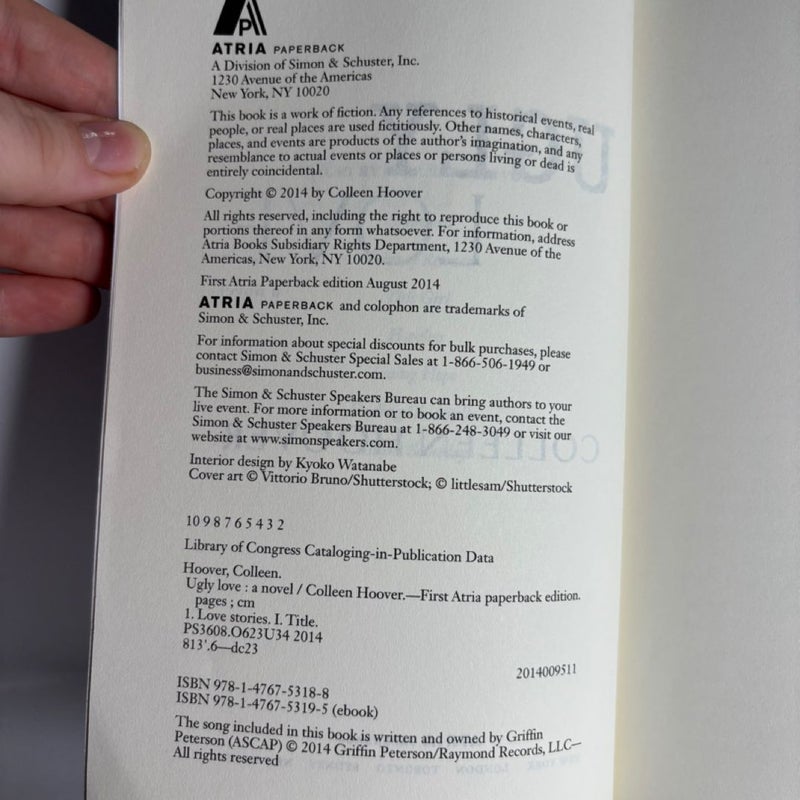 ATRIA PAPERBACK
A Division of Simon & Schuster, Inc.
1230 Avenue of the Americas
New York, NY 10020
This book is a work of fiction. Any references to historical events, real
people, or real places are used fictitiously. Other names, characters,
places, and events are products of the author's imagination, and any
resemblance to actual events or places or persons living or dead is
entirely coincidental.
Copyright © 2014 by Colleen Hoover
All rights reserved, including the right to reproduce this book or
portions thereof in any form whatsoever. For information, address
Atria Books Subsidiary Rights Department, 1230 Avenue of the
Americas, New York, NY 10020.
First Atria Paperback edition August 2014
ATRIA PAPERBACK and colophon are trademarks of
Simon & Schuster, Inc.
For information about special discounts for bulk purchases, please
contact Simon & Schuster Special Sales at 1-866-506-1949 or
business@simonandschuster.com.
The Simon & Schuster Speakers Bureau can bring authors to your
live event. For more information or to book an event, contact the
Simon & Schuster Speakers Bureau at 1-866-248-3049 or visit our
website at www.simonspeakers.com.
Interior design by Kyoko Watanabe
Cover art © Vittorio Bruno/Shutterstock; © littlesam/Shutterstock
10 9 8 7 6 5 4 3 2
Library of Congress Cataloging-in-Publication Data
Hoover, Colleen.
Ugly love : a novel / Colleen Hoover.—First Atria paperback edition.
pages ; cm
1. Love stories. I. Title.
PS3608.O623U34 2014
813'.6—dc23
2014009511
ISBN 978-1-4767-5318-8
ISBN 978-1-4767-5319-5 (ebook)
The song included in this book is written and owned by Griffin
Peterson (ASCAP) © 2014 Griffin Peterson/Raymond Records, LLC—
All rights reserved